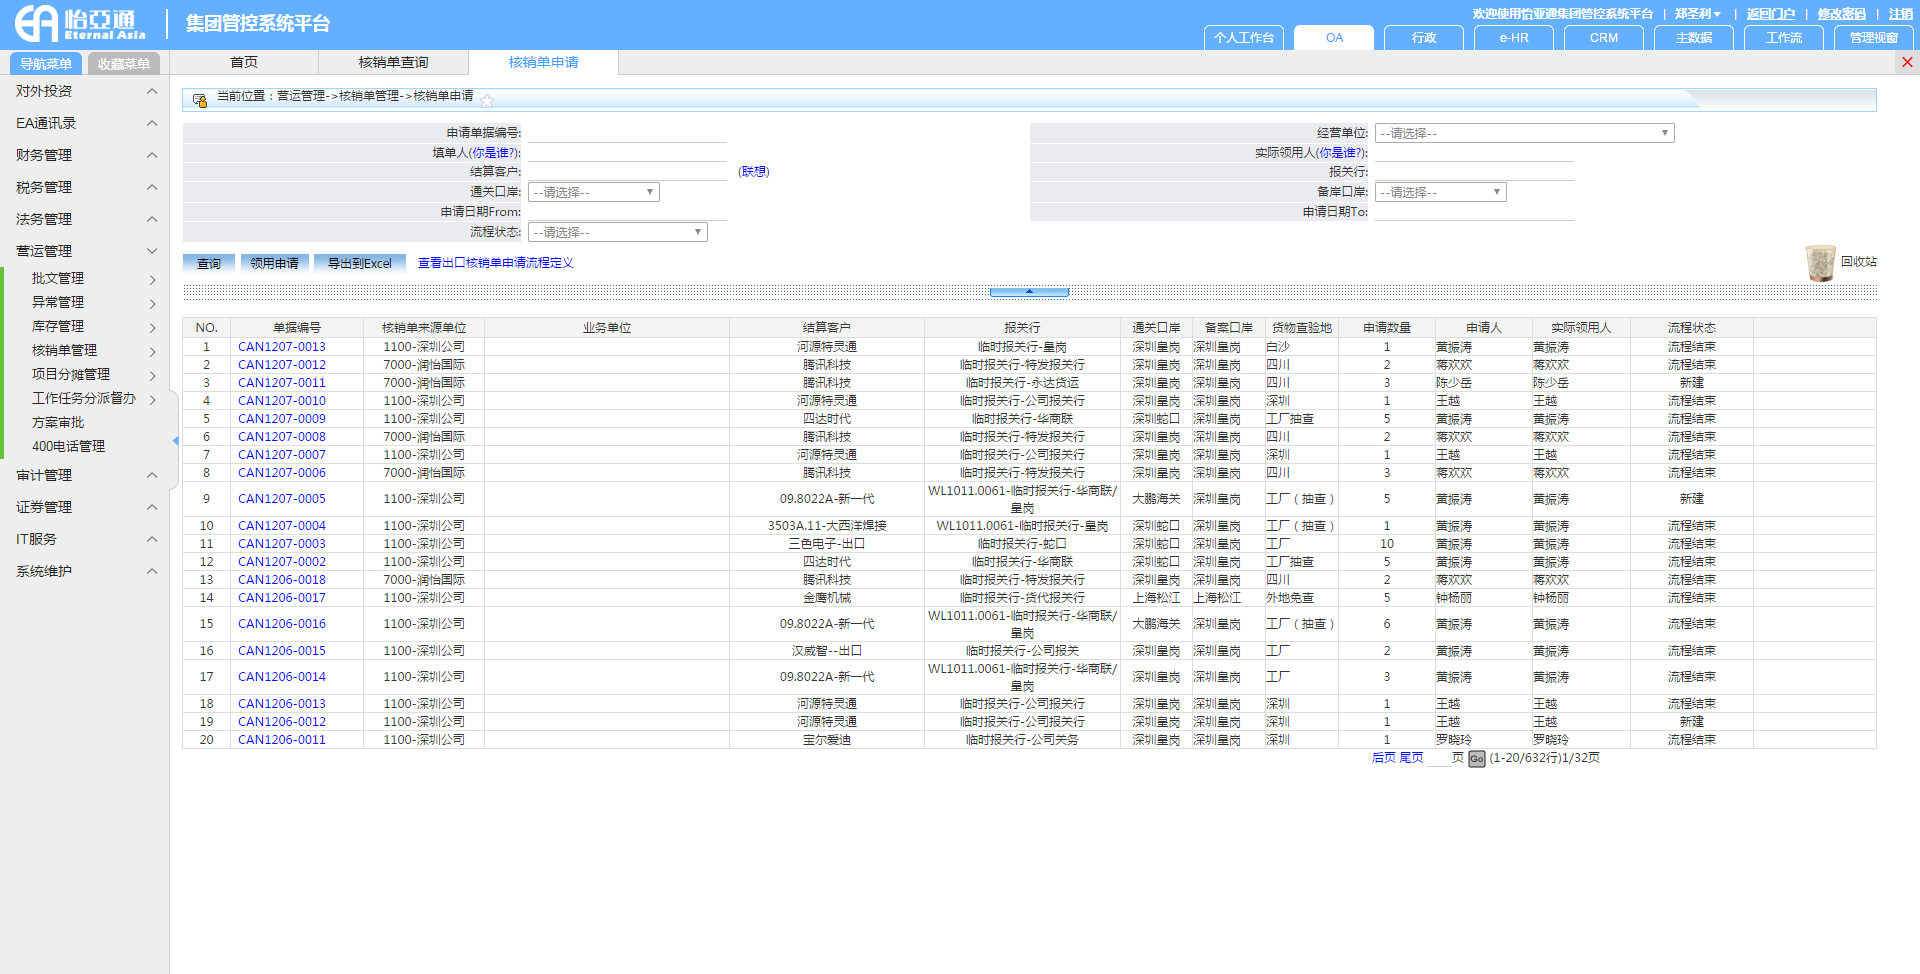 怡亞通
Eternal Asia
集团管控系统平台
欢迎使用怡亚通集团管控系统平台 | 郑圣利 | 返回门户 | 修改密码 | 注销
个人工作台 OA 行政 e-HR CRM 主数据 工作流 管理视窗
导航菜单 收藏菜单 首页 核销单查询 核销单申请
对外投资
EA通讯录
财务管理
税务管理
法务管理
营运管理
批文管理
异常管理
库存管理
核销单管理
项目分摊管理
工作任务分派督办
方案审批
400电话管理
审计管理
证券管理
IT服务
系统维护
当前位置：营运管理->核销单管理->核销单申请
申请单据编号: 经营单位: --请选择--
填单人(你是谁?): 实际领用人(你是谁?):
结算客户: (联想) 报关行:
通关口岸: --请选择-- 备岸口岸: --请选择--
申请日期From: 申请日期To:
流程状态: --请选择--
查询 领用申请 导出到Excel 查看出口核销单申请流程定义 回收站
NO. 单据编号 核销单来源单位 业务单位 结算客户 报关行 通关口岸 备案口岸 货物查验地 申请数量 申请人 实际领用人 流程状态
1 CAN1207-0013 1100-深圳公司 河源特灵通 临时报关行-皇岗 深圳皇岗 深圳皇岗 白沙 1 黄振涛 黄振涛 流程结束
2 CAN1207-0012 7000-润怡国际 腾讯科技 临时报关行-特发报关行 深圳皇岗 深圳皇岗 四川 2 蒋欢欢 蒋欢欢 流程结束
3 CAN1207-0011 7000-润怡国际 腾讯科技 临时报关行-永达货运 深圳皇岗 深圳皇岗 四川 3 陈少岳 陈少岳 新建
4 CAN1207-0010 1100-深圳公司 河源特灵通 临时报关行-公司报关行 深圳皇岗 深圳皇岗 深圳 1 王越 王越 流程结束
5 CAN1207-0009 1100-深圳公司 四达时代 临时报关行-华商联 深圳蛇口 深圳皇岗 工厂抽查 5 黄振涛 黄振涛 流程结束
6 CAN1207-0008 7000-润怡国际 腾讯科技 临时报关行-特发报关行 深圳皇岗 深圳皇岗 四川 2 蒋欢欢 蒋欢欢 流程结束
7 CAN1207-0007 1100-深圳公司 河源特灵通 临时报关行-公司报关行 深圳皇岗 深圳皇岗 深圳 1 王越 王越 流程结束
8 CAN1207-0006 7000-润怡国际 腾讯科技 临时报关行-特发报关行 深圳皇岗 深圳皇岗 四川 3 蒋欢欢 蒋欢欢 流程结束
9 CAN1207-0005 1100-深圳公司 09.8022A-新一代 WL1011.0061-临时报关行-华商联/皇岗 大鹏海关 深圳皇岗 工厂（抽查） 5 黄振涛 黄振涛 新建
10 CAN1207-0004 1100-深圳公司 3503A.11-大西洋焊接 WL1011.0061-临时报关行-皇岗 深圳蛇口 深圳皇岗 工厂（抽查） 1 黄振涛 黄振涛 流程结束
11 CAN1207-0003 1100-深圳公司 三色电子-出口 临时报关行-蛇口 深圳蛇口 深圳皇岗 工厂 10 黄振涛 黄振涛 流程结束
12 CAN1207-0002 1100-深圳公司 四达时代 临时报关行-华商联 深圳蛇口 深圳皇岗 工厂抽查 5 黄振涛 黄振涛 流程结束
13 CAN1206-0018 7000-润怡国际 腾讯科技 临时报关行-特发报关行 深圳皇岗 深圳皇岗 四川 2 蒋欢欢 蒋欢欢 流程结束
14 CAN1206-0017 1100-深圳公司 金鹰机械 临时报关行-货代报关行 上海松江 上海松江 外地免查 5 钟杨丽 钟杨丽 流程结束
15 CAN1206-0016 1100-深圳公司 09.8022A-新一代 WL1011.0061-临时报关行-华商联/皇岗 大鹏海关 深圳皇岗 工厂（抽查） 6 黄振涛 黄振涛 流程结束
16 CAN1206-0015 1100-深圳公司 汉威智--出口 临时报关行-公司报关 深圳皇岗 深圳皇岗 工厂 2 黄振涛 黄振涛 流程结束
17 CAN1206-0014 1100-深圳公司 09.8022A-新一代 WL1011.0061-临时报关行-华商联/皇岗 深圳皇岗 深圳皇岗 工厂 3 黄振涛 黄振涛 流程结束
18 CAN1206-0013 1100-深圳公司 河源特灵通 临时报关行-公司报关行 深圳皇岗 深圳皇岗 深圳 1 王越 王越 流程结束
19 CAN1206-0012 1100-深圳公司 河源特灵通 临时报关行-公司报关行 深圳皇岗 深圳皇岗 深圳 1 王越 王越 新建
20 CAN1206-0011 1100-深圳公司 宝尔爱迪 临时报关行-公司关务 深圳皇岗 深圳皇岗 深圳 1 罗晓玲 罗晓玲 流程结束
后页 尾页 页 Go (1-20/632行)1/32页